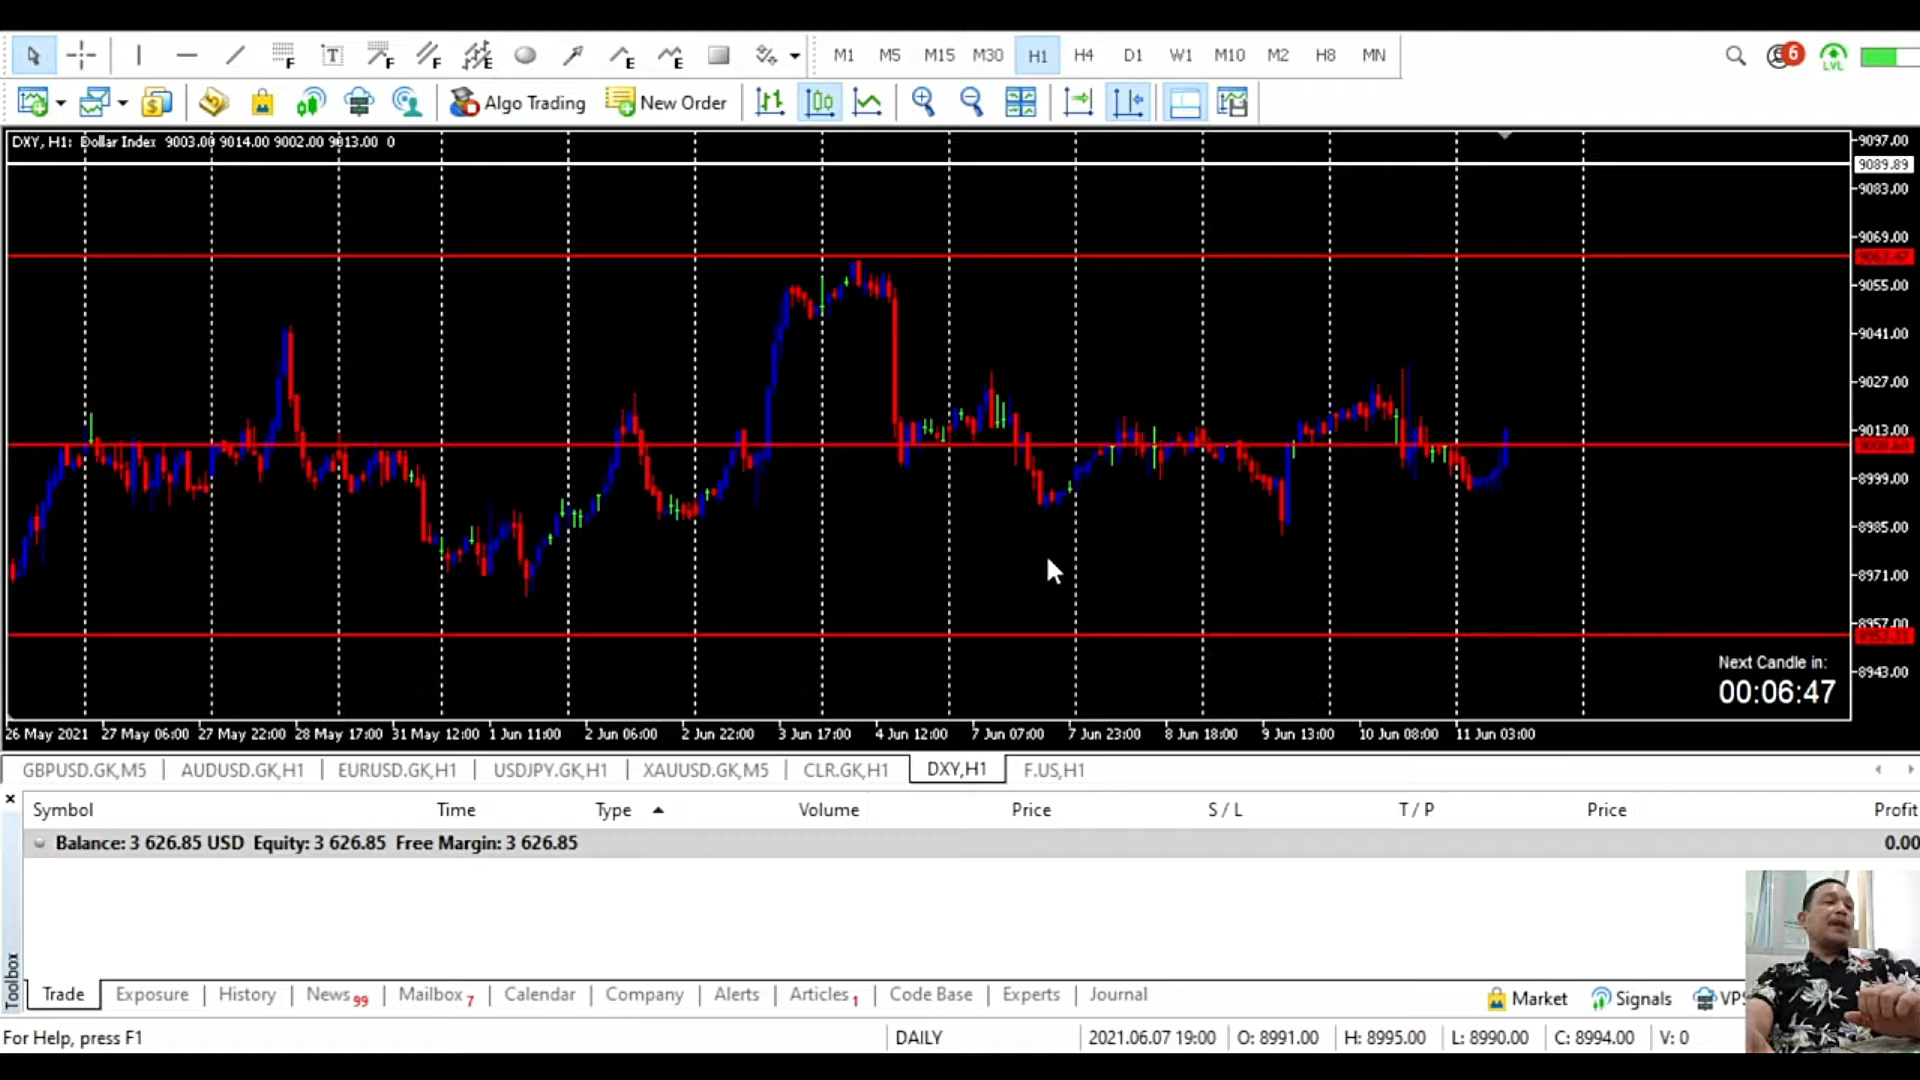 M1 M5 M15 M30 H1 H4 D1 W1 M10 M2 H8 MN
6
LVL
Algo Trading New Order
DXY, H1: Dollar Index 9003.00 9014.00 9002.00 9013.00 0
9097.00
9089.89
9083.00
9069.00
9055.00
9041.00
9027.00
9013.00
8999.00
8985.00
8971.00
8957.00
8943.00
Next Candle in:
00:06:47
26 May 2021 27 May 06:00 27 May 22:00 28 May 17:00 31 May 12:00 1 Jun 11:00 2 Jun 06:00 2 Jun 22:00 3 Jun 17:00 4 Jun 12:00 7 Jun 07:00 7 Jun 23:00 8 Jun 18:00 9 Jun 13:00 10 Jun 08:00 11 Jun 03:00
GBPUSD.GK,M5 AUDUSD.GK,H1 EURUSD.GK,H1 USDJPY.GK,H1 XAUUSD.GK,M5 CLR.GK,H1 DXY,H1 F.US,H1
Symbol Time Type Volume Price S / L T / P Price Profit
Balance: 3 626.85 USD Equity: 3 626.85 Free Margin: 3 626.85 0.00
Toolbox
Trade Exposure History News 99 Mailbox 7 Calendar Company Alerts Articles 1 Code Base Experts Journal
Market Signals VPS
For Help, press F1 DAILY 2021.06.07 19:00 O: 8991.00 H: 8995.00 L: 8990.00 C: 8994.00 V: 0